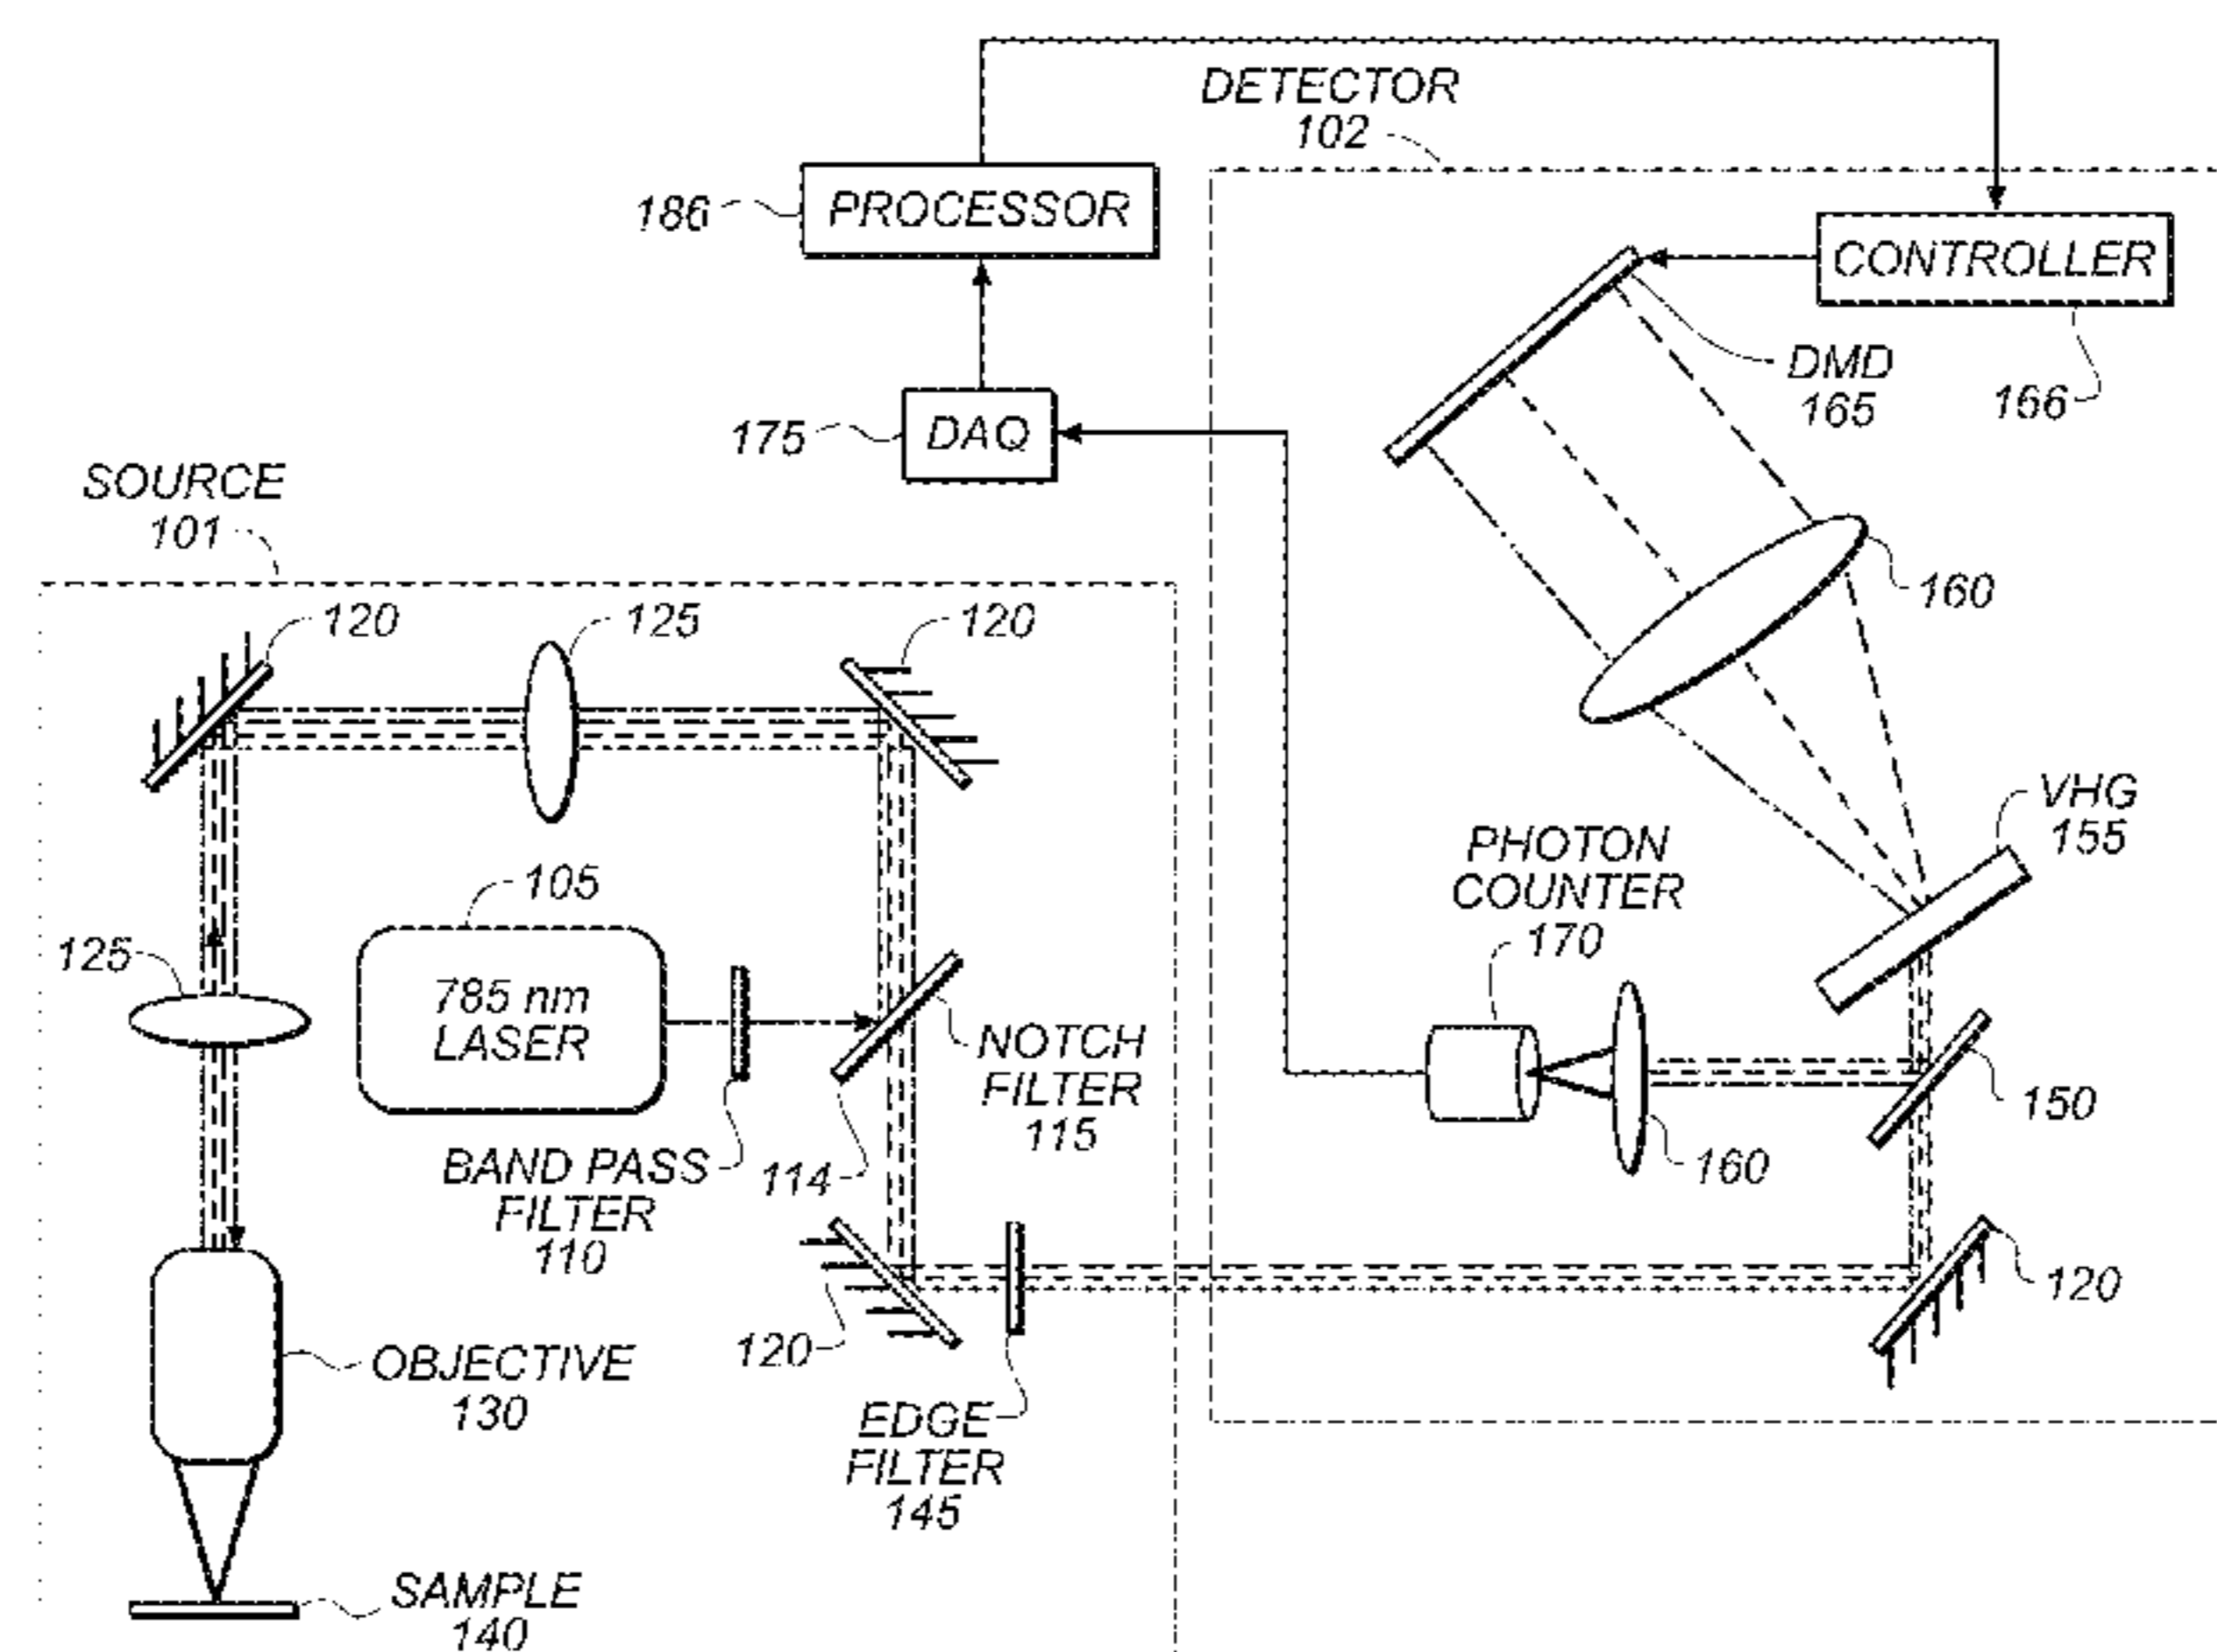 DETECTOR
102
186
PROCESSOR
CONTROLLER
DMD
165
166
175
DAQ
SOURCE
101
120
125
120
160
VHG
155
PHOTON
COUNTER
170
105
125
785 nm
LASER
NOTCH
FILTER
115
150
BAND PASS
FILTER
110
114
160
120
120
OBJECTIVE
130
EDGE
FILTER
145
SAMPLE
140